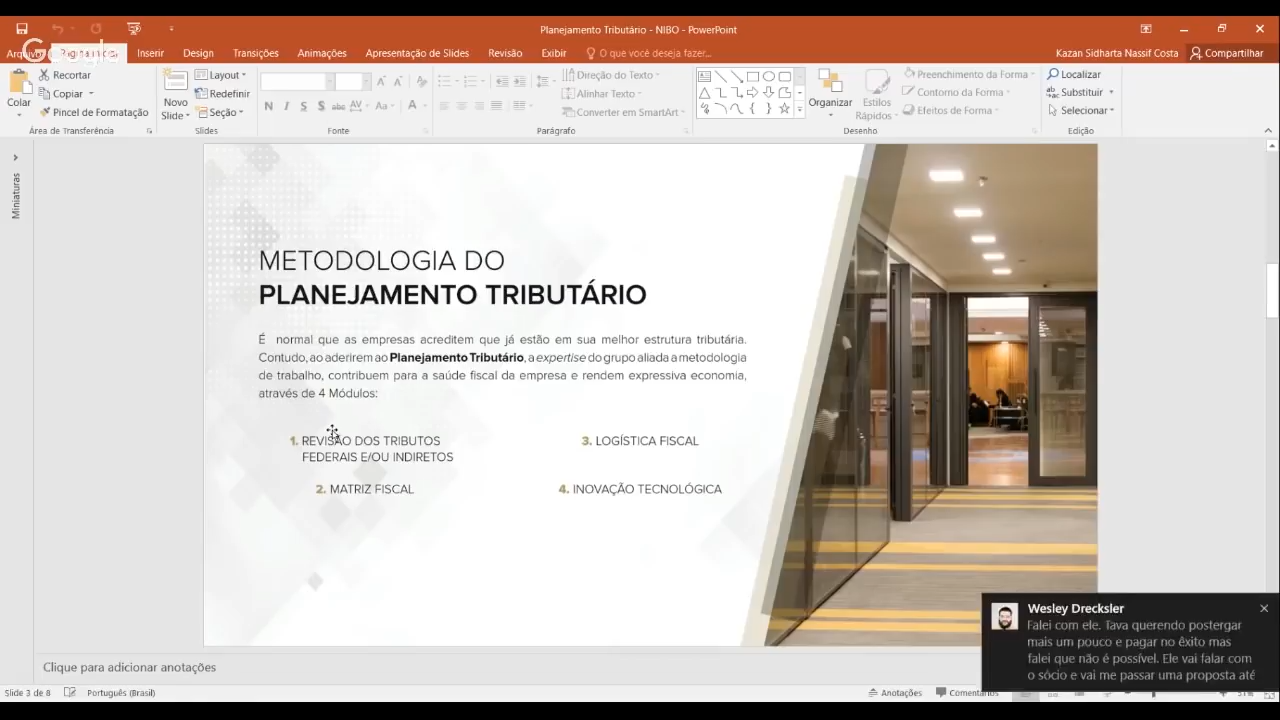 Planejamento Tributário - NIBO - PowerPoint
Inserir Design Transições Animações Apresentação de Slides Revisão Exibir O que você deseja fazer... Kazan Sidharta Nassif Costa Compartilhar
Colar
Recortar
Copiar
Pincel de Formatação
Área de Transferência
Novo
Slide
Layout
Redefinir
Seção
Slides
N I S S abc AV Aa A
Fonte
Direção do Texto
Alinhar Texto
Converter em SmartArt
Parágrafo
Organizar
Estilos
Rápidos
Preenchimento da Forma
Contorno da Forma
Efeitos de Forma
Desenho
Localizar
Substituir
Selecionar
Edição
Miniaturas
METODOLOGIA DO
PLANEJAMENTO TRIBUTÁRIO
É normal que as empresas acreditem que já estão em sua melhor estrutura tributária.
Contudo, ao aderirem ao Planejamento Tributário, a expertise do grupo aliada a metodologia
de trabalho, contribuem para a saúde fiscal da empresa e rendem expressiva economia,
através de 4 Módulos:
1. REVISÃO DOS TRIBUTOS
FEDERAIS E/OU INDIRETOS
2. MATRIZ FISCAL
3. LOGÍSTICA FISCAL
4. INOVAÇÃO TECNOLÓGICA
Wesley Drecksler
Falei com ele. Tava querendo postergar
mais um pouco e pagar no êxito mas
falei que não é possível. Ele vai falar com
o sócio e vai me passar uma proposta até
Clique para adicionar anotações
Slide 3 de 8 Português (Brasil) Anotações Comentários